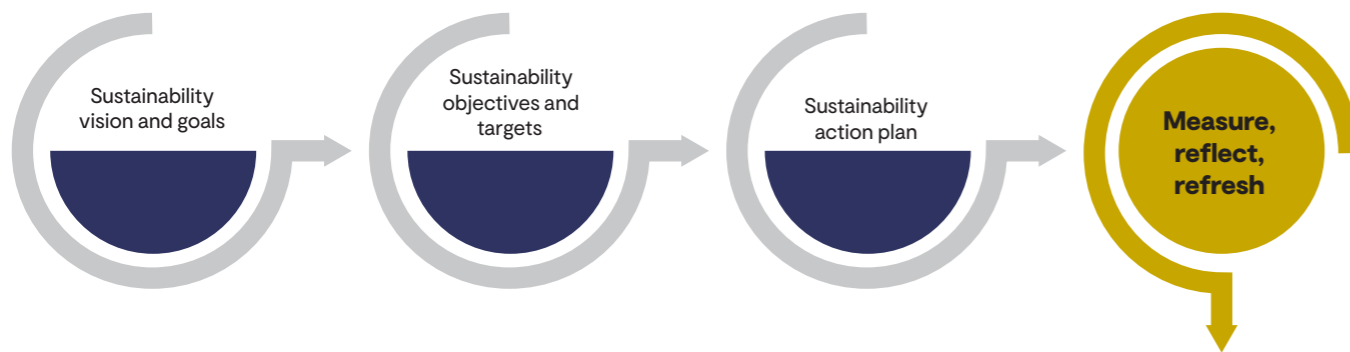 Sustainability
vision and goals
Sustainability
objectives and
targets
Sustainability
action plan
Measure,
reflect,
refresh